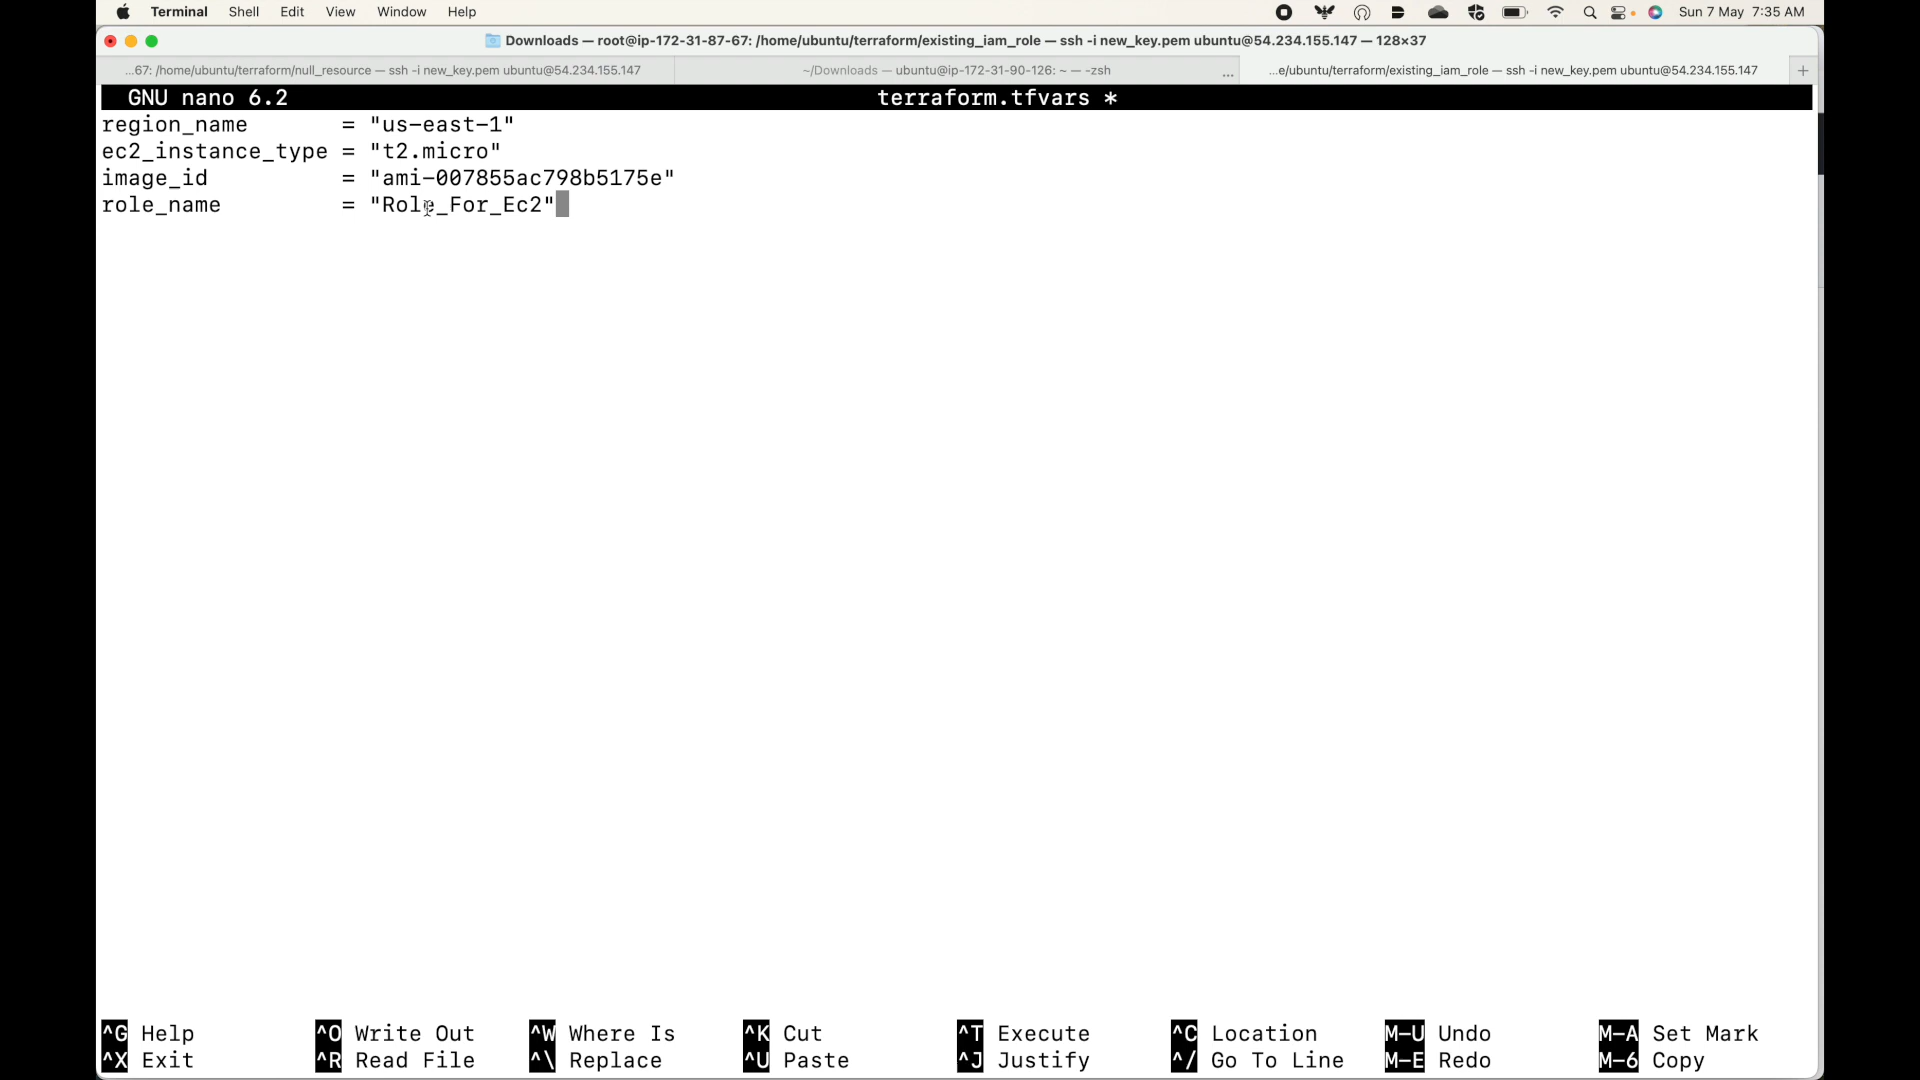 Terminal Shell Edit View Window Help Sun 7 May 7:35 AM
Downloads — root@ip-172-31-87-67: /home/ubuntu/terraform/existing_iam_role — ssh -i new_key.pem ubuntu@54.234.155.147 — 128×37
...67: /home/ubuntu/terraform/null_resource — ssh -i new_key.pem ubuntu@54.234.155.147 ~/Downloads — ubuntu@ip-172-31-90-126: ~ — -zsh ... ...e/ubuntu/terraform/existing_iam_role — ssh -i new_key.pem ubuntu@54.234.155.147 +
GNU nano 6.2 terraform.tfvars *
region_name = "us-east-1"
ec2_instance_type = "t2.micro"
image_id = "ami-007855ac798b5175e"
role_name = "Role_For_Ec2"
^G Help ^O Write Out ^W Where Is ^K Cut ^T Execute ^C Location M-U Undo M-A Set Mark
^X Exit ^R Read File ^\ Replace ^U Paste ^J Justify ^/ Go To Line M-E Redo M-6 Copy